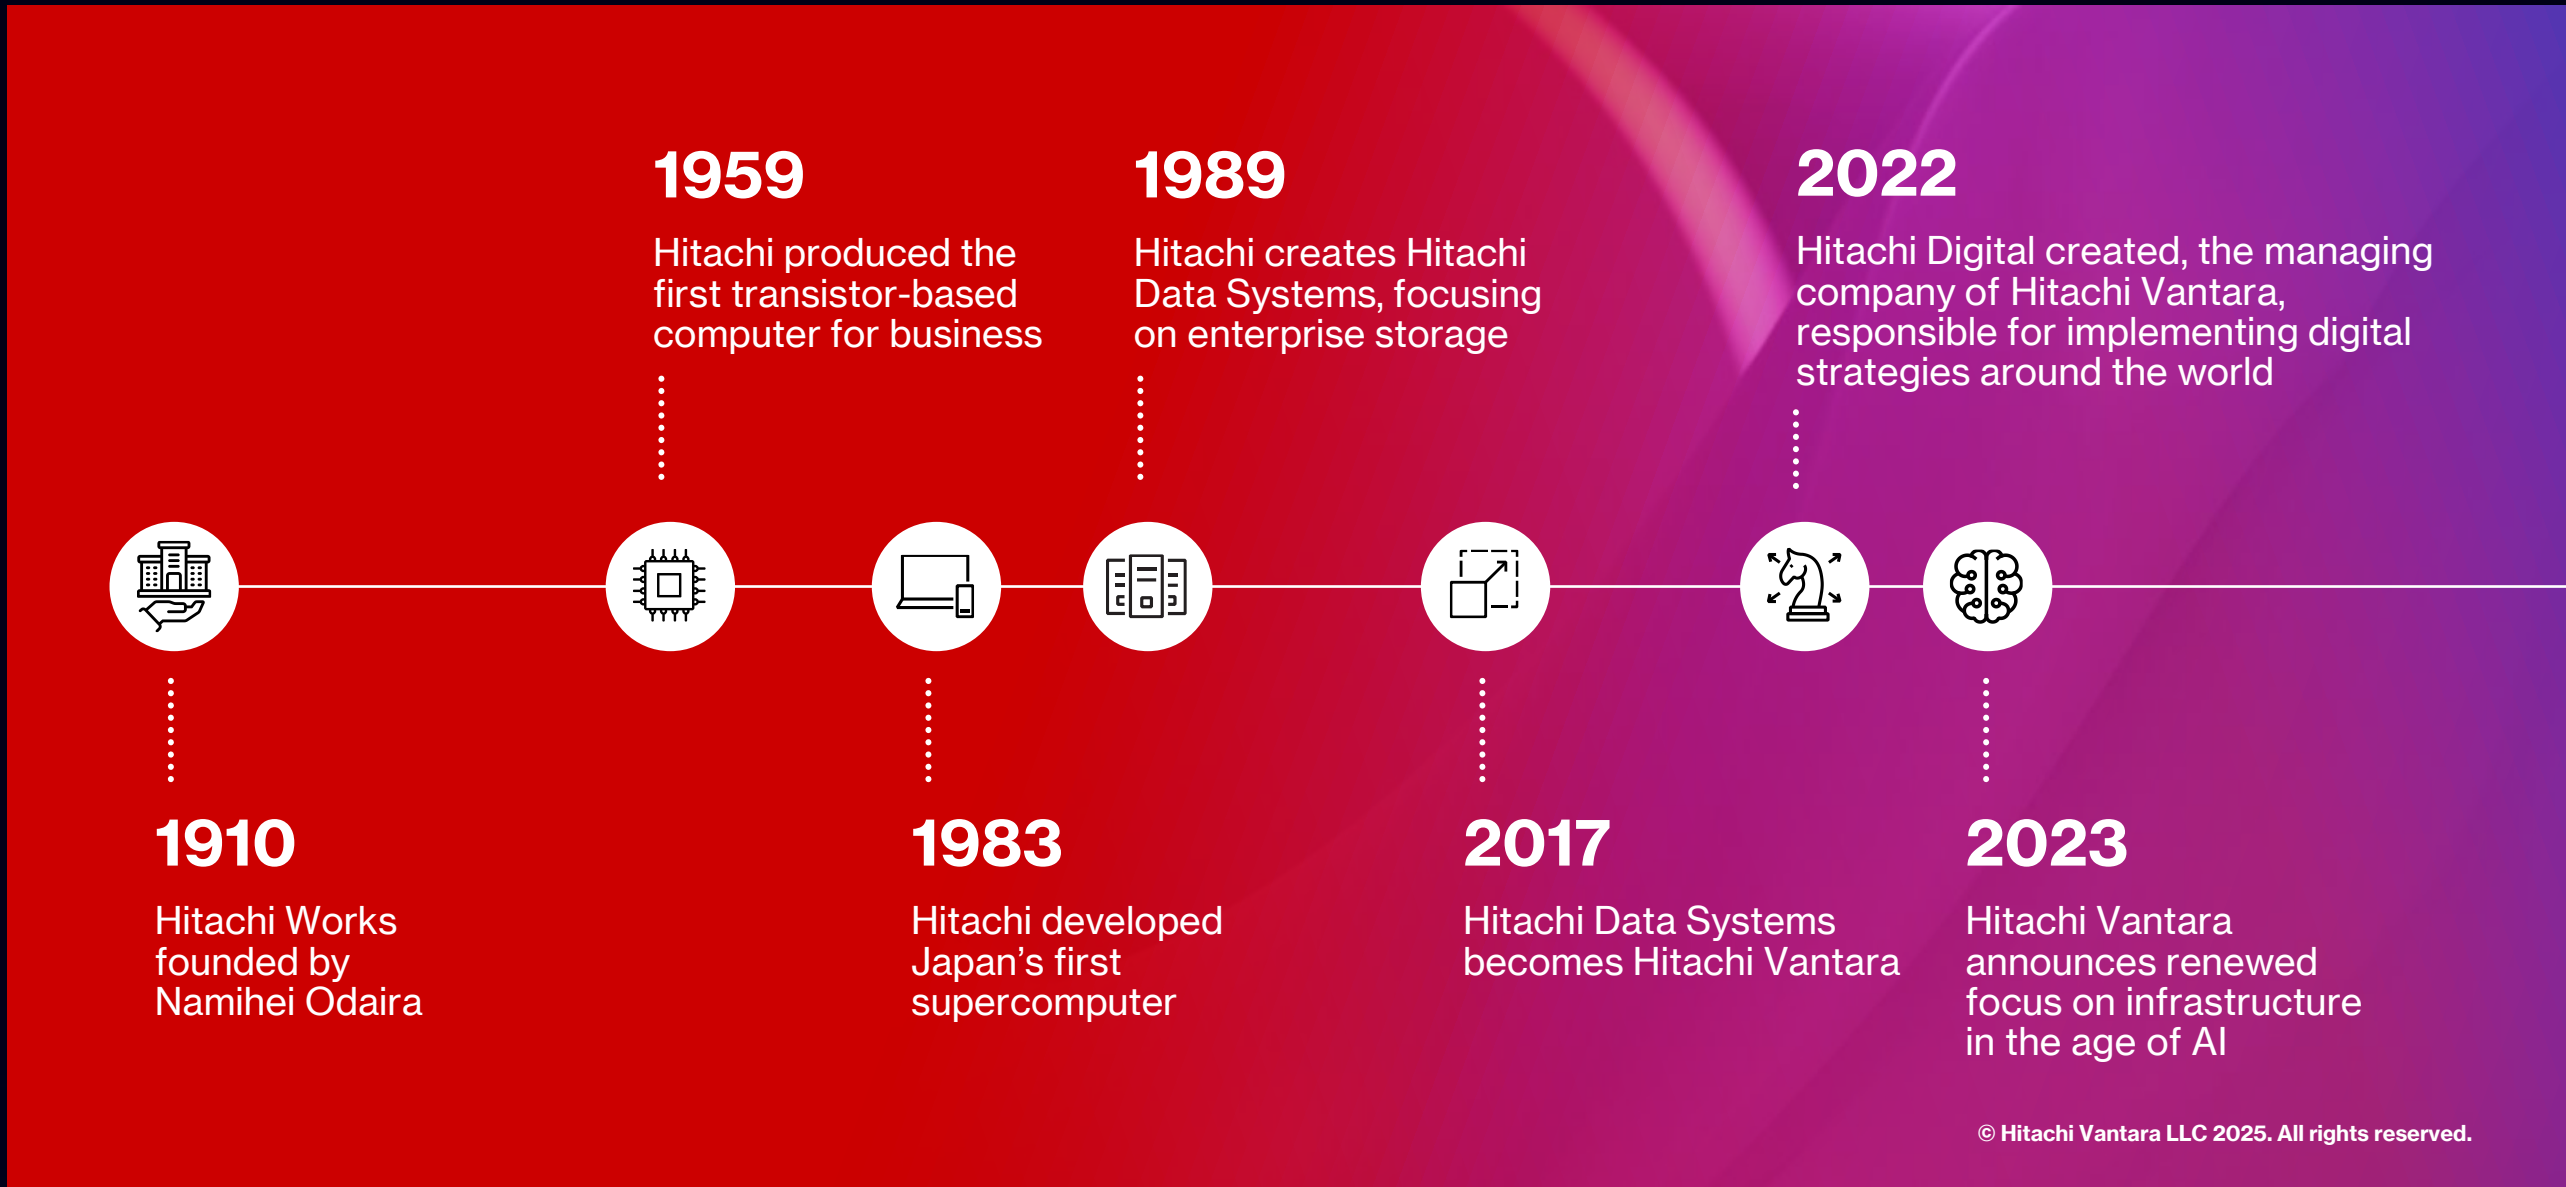 1959
Hitachi produced the
first transistor-based
computer for business
1989
Hitachi creates Hitachi
Data Systems, focusing
on enterprise storage
2022
Hitachi Digital created, the managing
company of Hitachi Vantara,
responsible for implementing digital
strategies around the world
1910
Hitachi Works
founded by
Namihei Odaira
1983
Hitachi developed
Japan’s first
supercomputer
2017
Hitachi Data Systems
becomes Hitachi Vantara
2023
Hitachi Vantara
announces renewed
focus on infrastructure
in the age of AI
© Hitachi Vantara LLC 2025. All rights reserved.